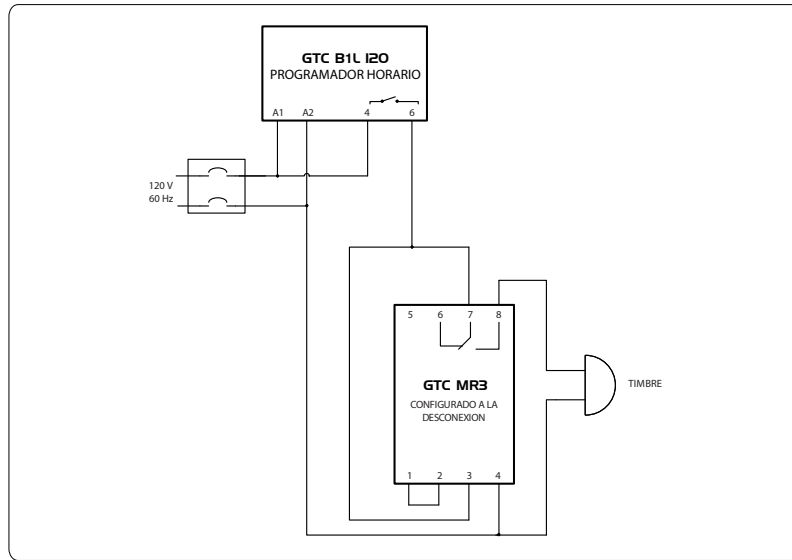 GTC B1L 120
PROGRAMADOR HORARIO
A1 A2 4 6
120 V
60 Hz
5 6 7 8
GTC MR3
CONFIGURADO A LA
DESCONEXION
TIMBRE
1 2 3 4